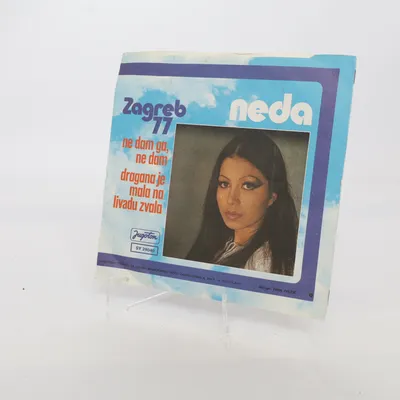 Zagreb
77
neda
ne dam ga,
ne dam
dragana je
mala na
livadu zvala
Jugoton